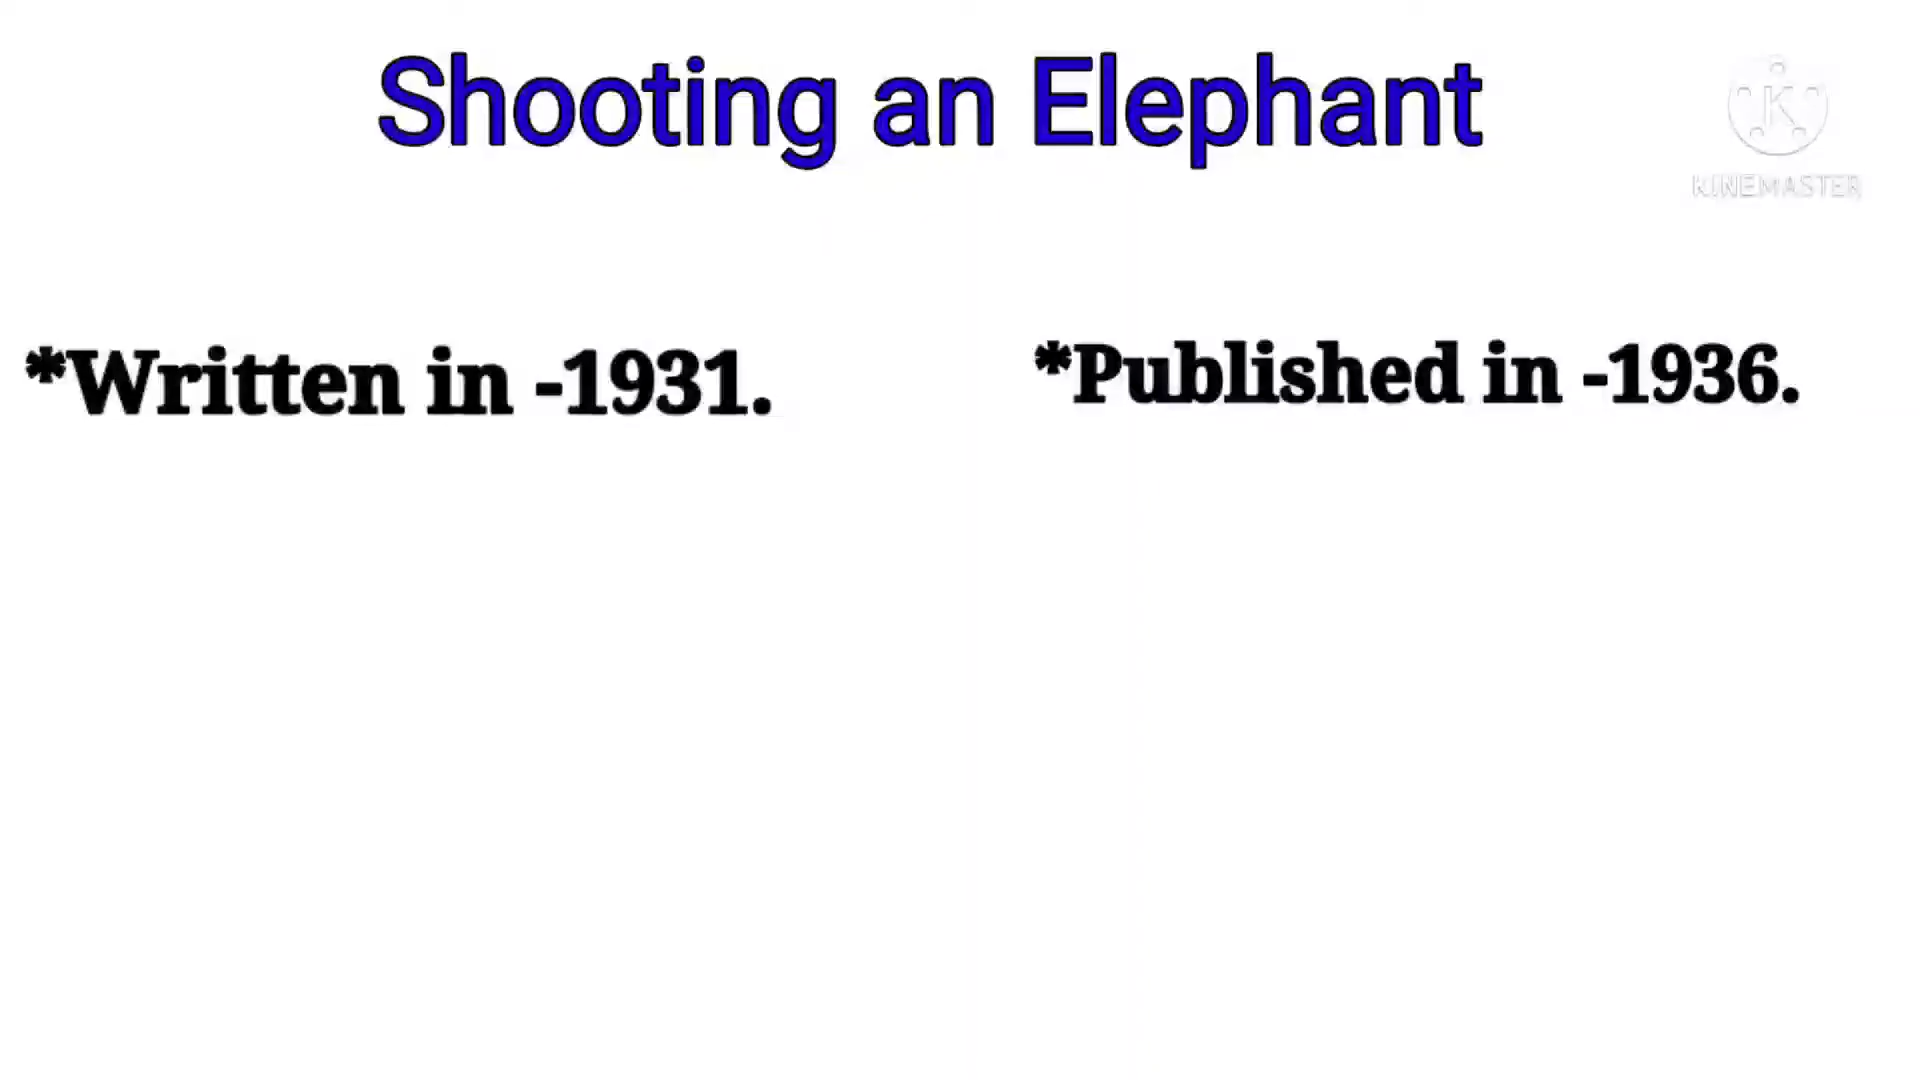 Shooting an Elephant
K
KINEMASTER
*Written in -1931.
*Published in -1936.